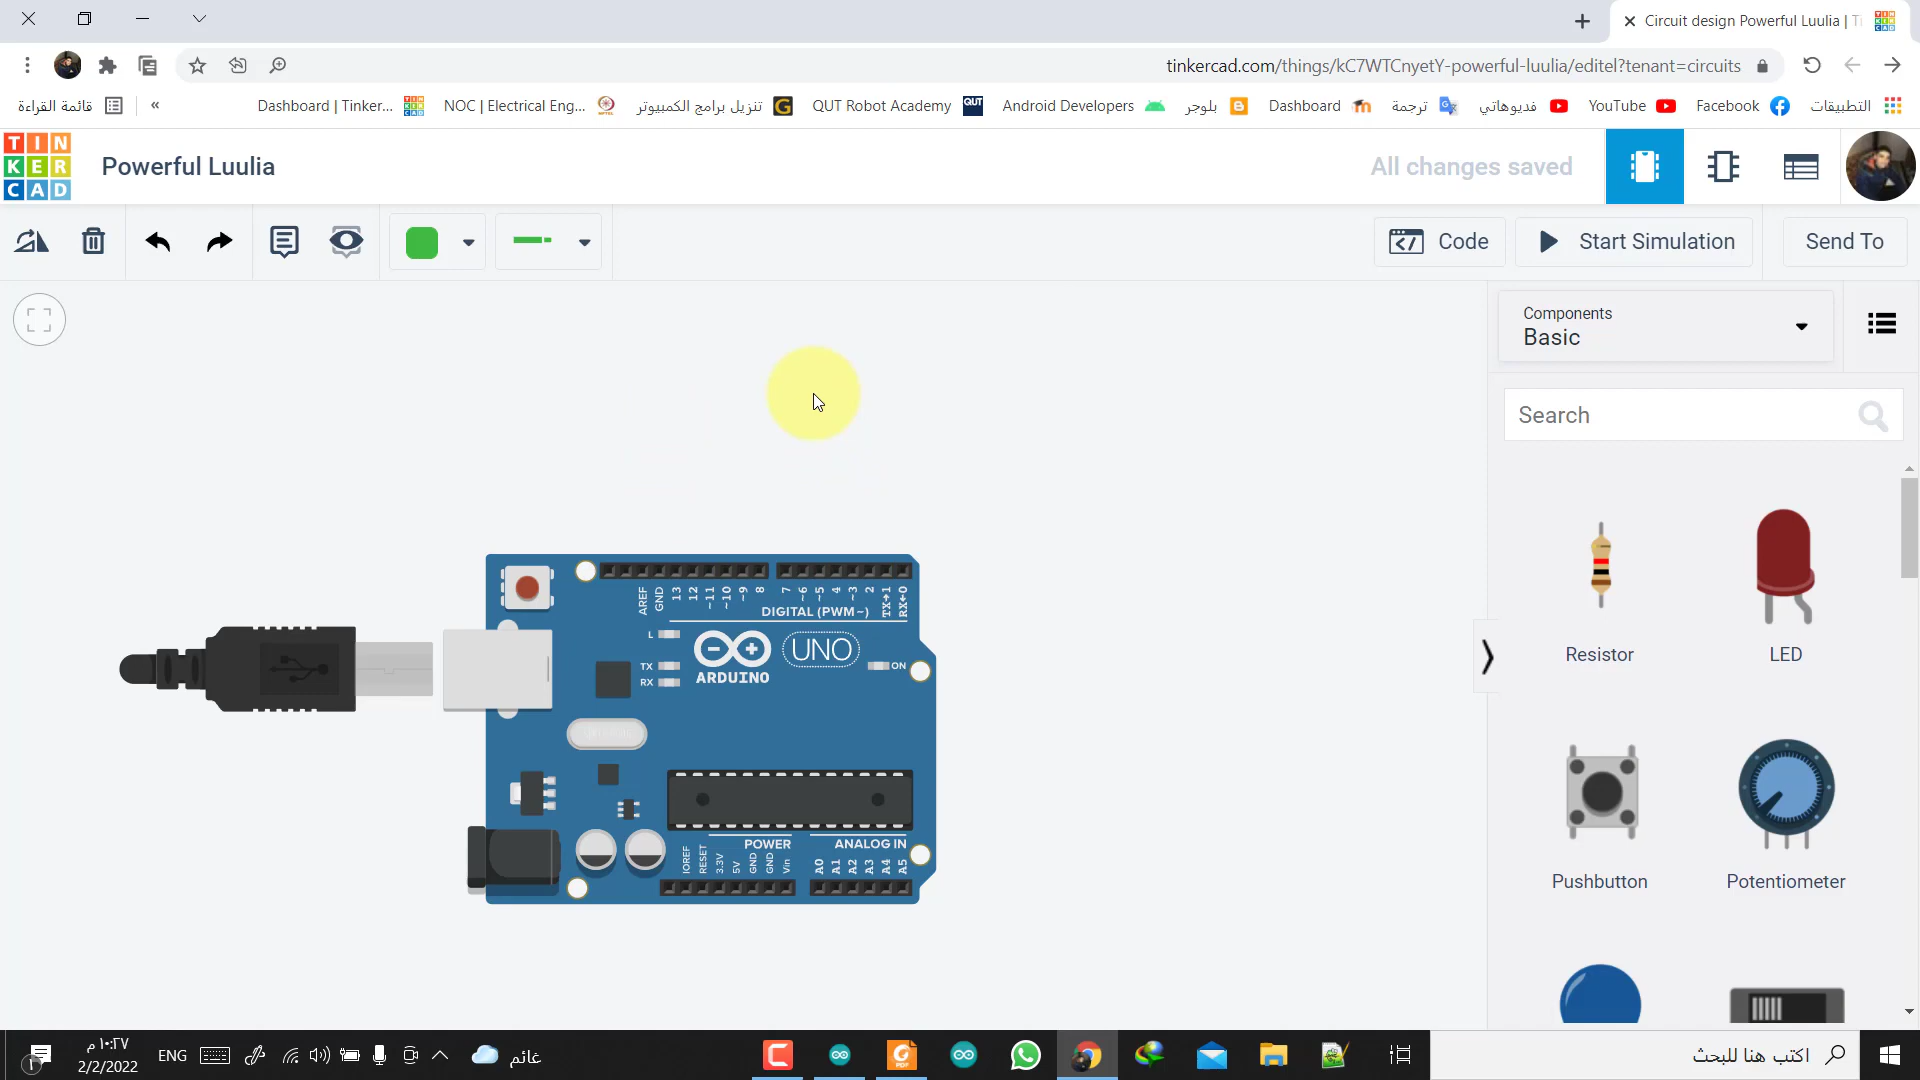 Circuit design Powerful Luulia | Ti
tinkercad.com/things/kC7WTCnyetY-powerful-luulia/editel?tenant=circuits
قائمة القراءة
«
Dashboard | Tinker...
NOC | Electrical Eng...
تنزيل برامج الكمبيوتر
QUT Robot Academy
QUT
Android Developers
بلوجر
Dashboard
ترجمة
فديوهاتي
YouTube
Facebook
التطبيقات
TIN
KER
CAD
Powerful Luulia
All changes saved
Code
Start Simulation
Send To
Components
Basic
Search
Resistor
LED
Pushbutton
Potentiometer
AREF
GND
13
12
~11
~10
~9
8
7
~6
~5
4
~3
2
TX→1
RX←0
DIGITAL (PWM~)
L
TX
RX
ARDUINO
UNO
ON
POWER
ANALOG IN
IOREF
RESET
3.3V
5V
GND
GND
Vin
A0
A1
A2
A3
A4
A5
١٠:٢٧ م
2/2/2022
ENG
غائم
PDF
اكتب هنا للبحث